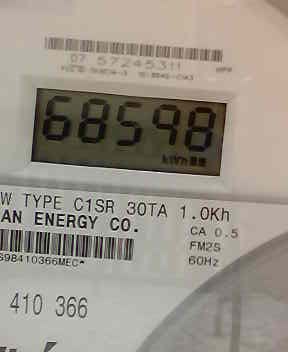 07 57245311
68598
kWh
W TYPE C1SR 30TA 1.0Kh
AN ENERGY CO.
CA 0.5
FM2S
60Hz
S98410366MEC*
410 366